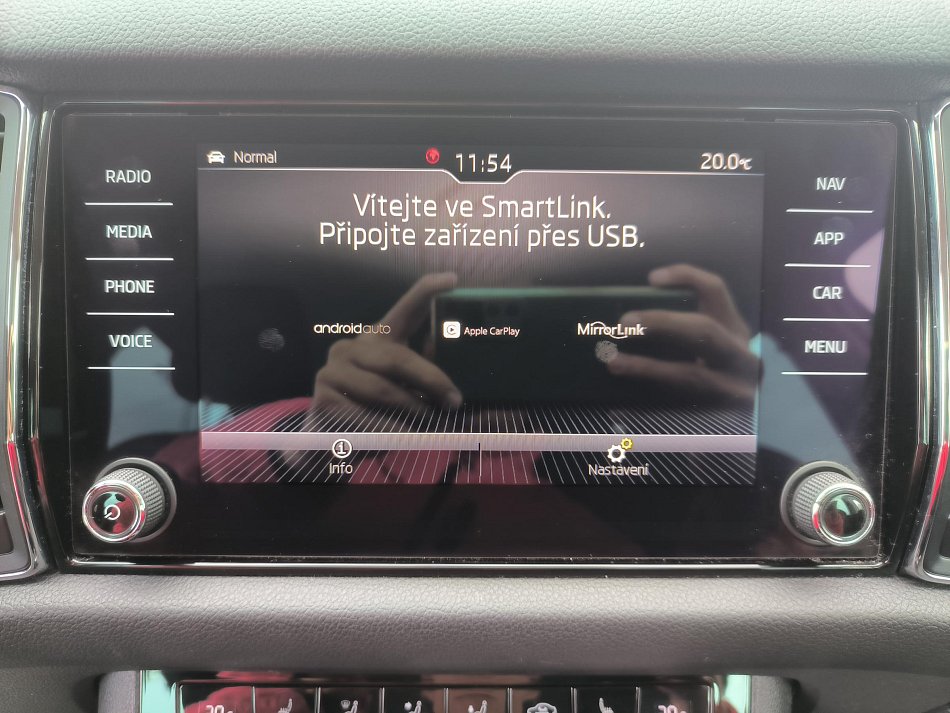 Normal 11:54 20.0°C
RADIO
MEDIA
PHONE
VOICE
Vítejte ve SmartLink.
Připojte zařízení přes USB.
androidauto Apple CarPlay MirrorLink
Info Nastavení
NAV
APP
CAR
MENU